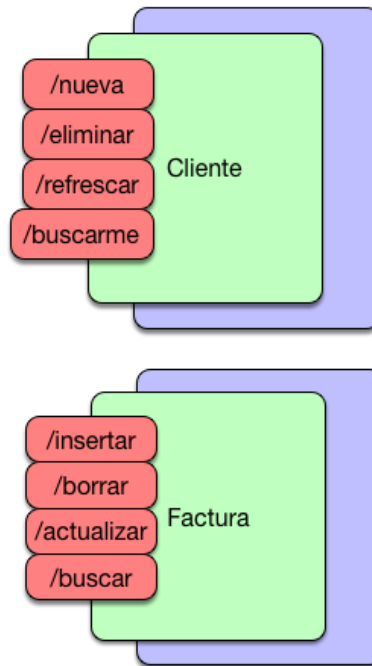 /nueva
/eliminar
/refrescar
/buscarme
Cliente
/insertar
/borrar
/actualizar
/buscar
Factura